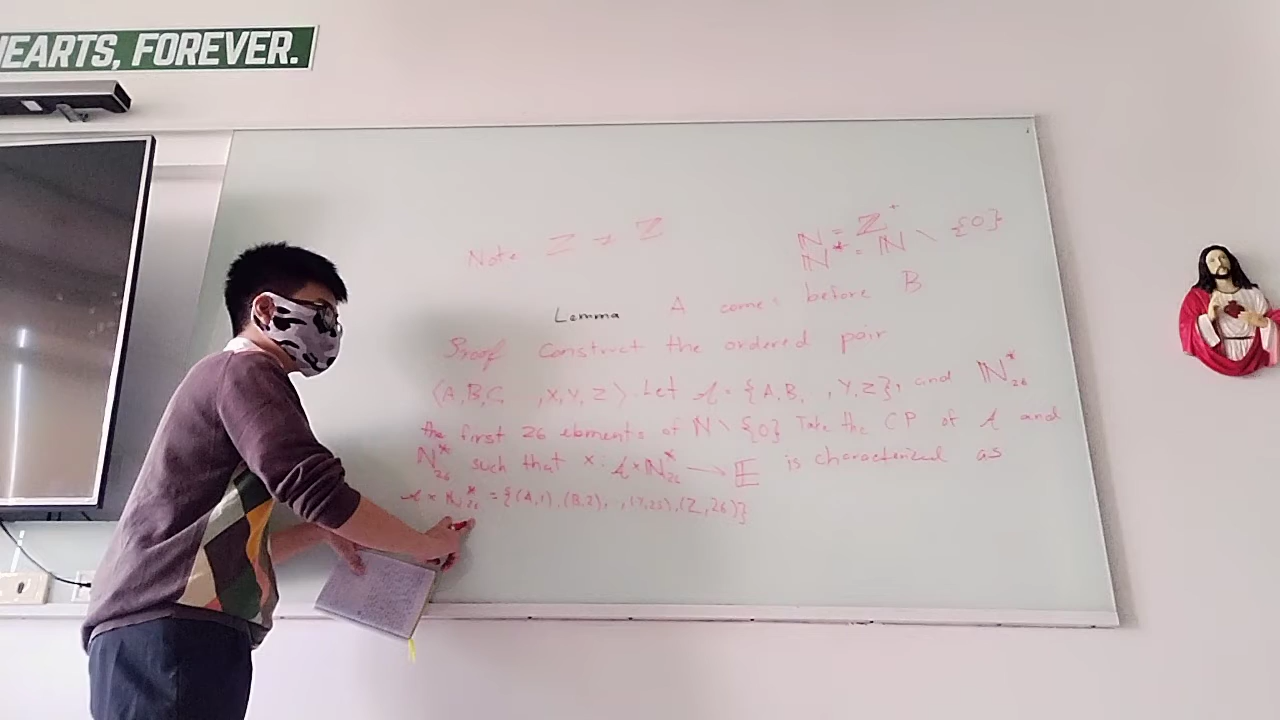 HEARTS, FOREVER.
Note Z ≠ ℤ
ℕ = ℤ⁺
ℕ* = ℕ \ {0}
Lemma A comes before B
Proof Construct the ordered pair
(A,B,C, ,X,Y,Z). Let 𝒜 = {A,B, ,Y,Z}, and ℕ*₂₆
the first 26 elements of ℕ \ {0} Take the CP of 𝒜 and
ℕ*₂₆ such that ×: 𝒜×ℕ*₂₆ → 𝔼 is characterized as
𝒜 × ℕ*₂₆ = {(A,1),(B,2), ,(Y,25),(Z,26)}